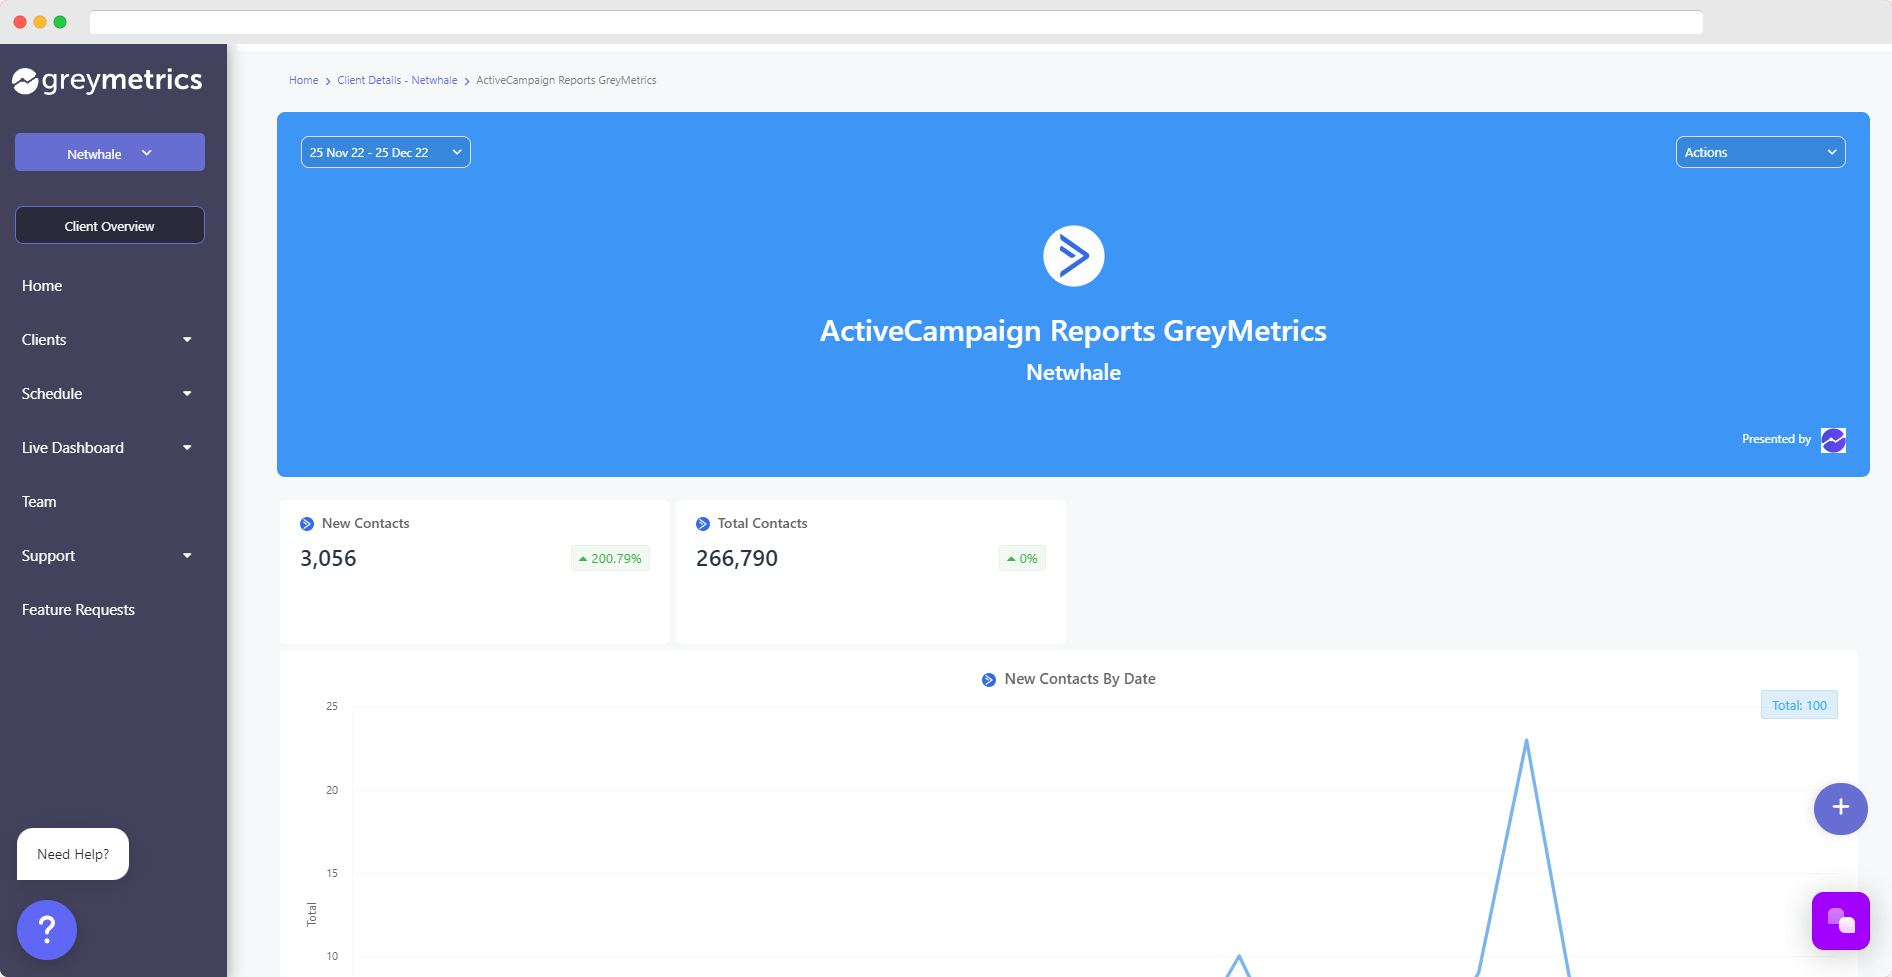 greymetrics
Netwhale
Client Overview
Home
Clients
Schedule
Live Dashboard
Team
Support
Feature Requests
Need Help?
?
Home > Client Details - Netwhale > ActiveCampaign Reports GreyMetrics
25 Nov 22 - 25 Dec 22
Actions
ActiveCampaign Reports GreyMetrics
Netwhale
Presented by
New Contacts
3,056
200.79%
Total Contacts
266,790
0%
New Contacts By Date
Total: 100
25
20
15
10
Total
+